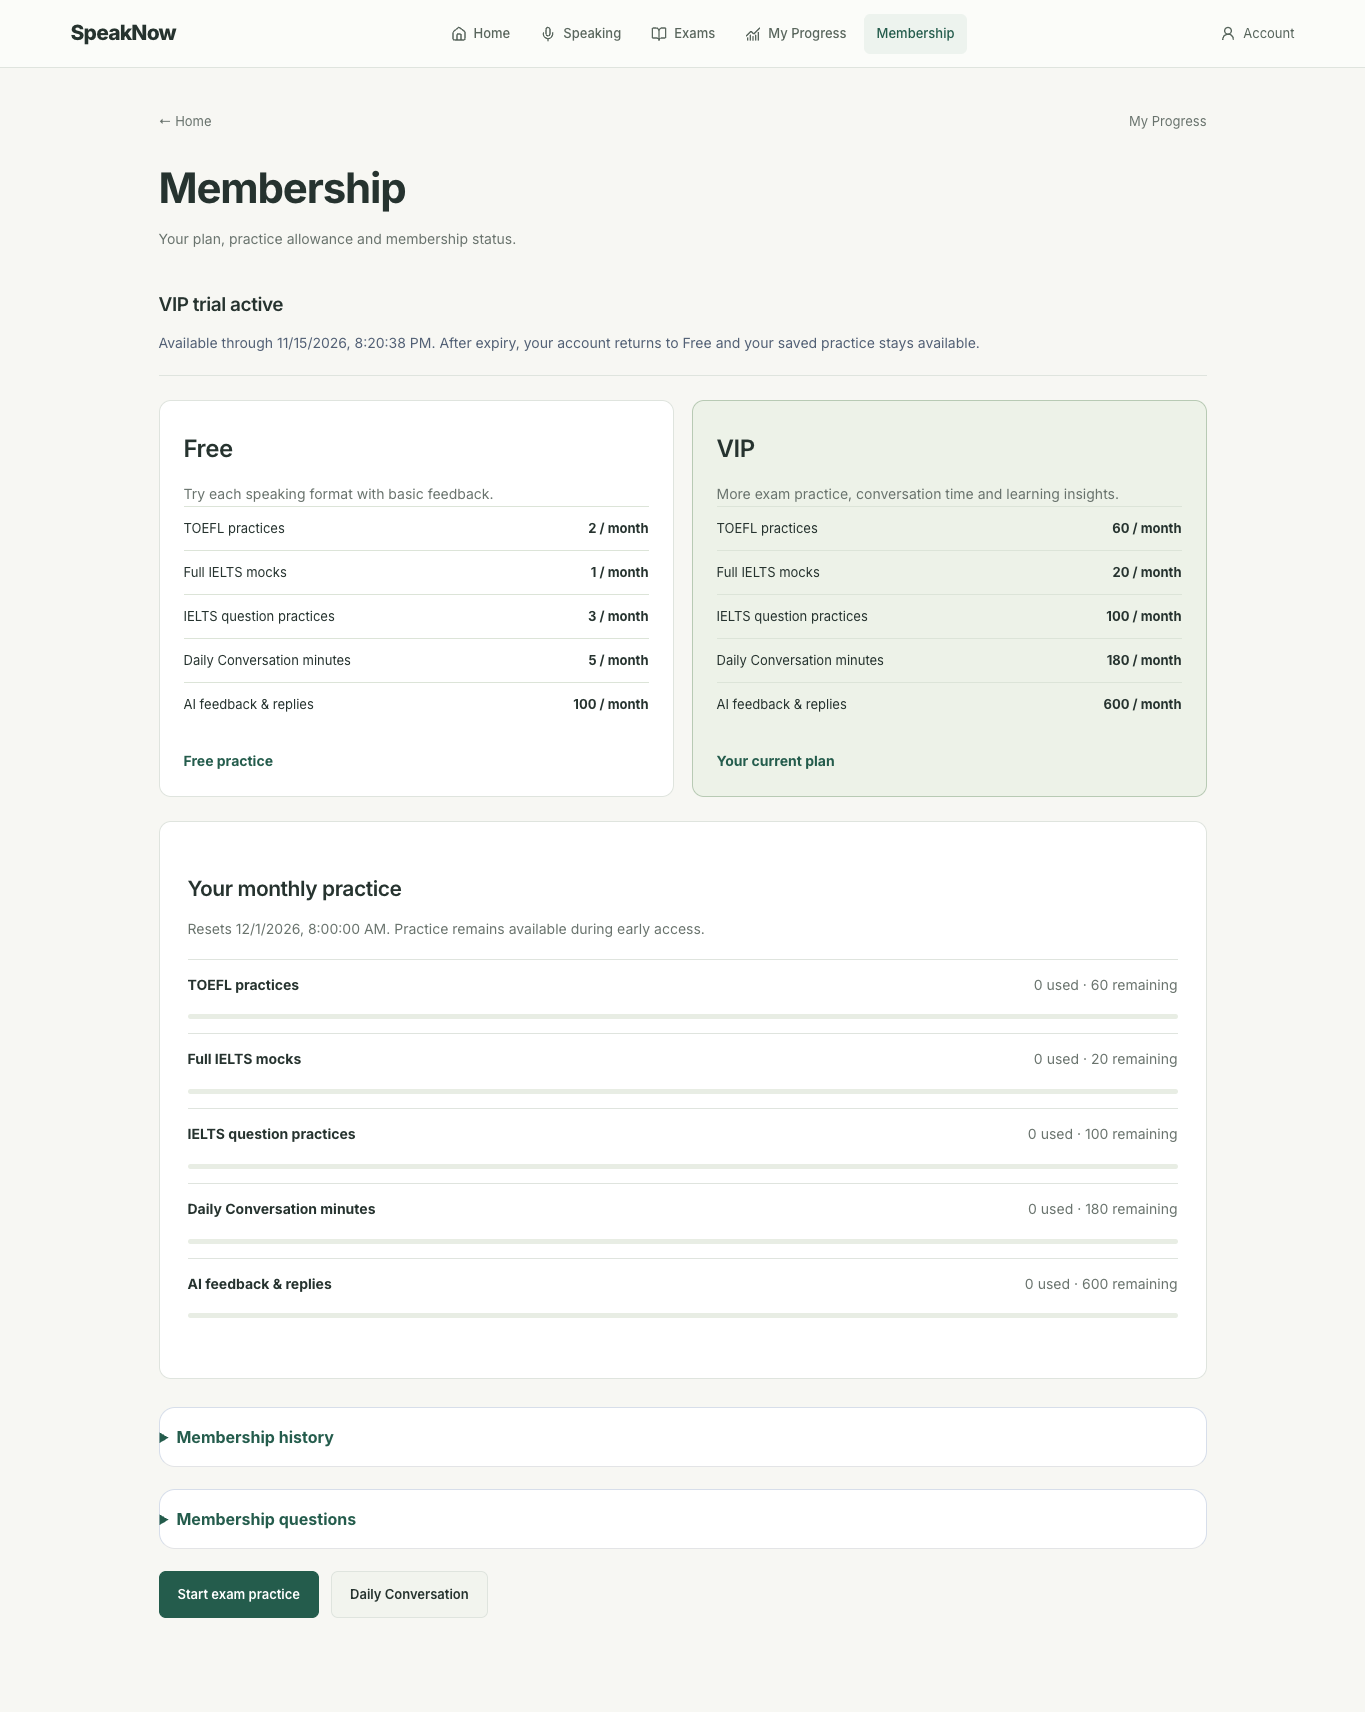 SpeakNow
Home
Speaking
Exams
My Progress
Membership
Account
← Home
My Progress
Membership
Your plan, practice allowance and membership status.
VIP trial active
Available through 11/15/2026, 8:20:38 PM. After expiry, your account returns to Free and your saved practice stays available.
Free
Try each speaking format with basic feedback.
TOEFL practices 2 / month
Full IELTS mocks 1 / month
IELTS question practices 3 / month
Daily Conversation minutes 5 / month
AI feedback & replies 100 / month
Free practice
VIP
More exam practice, conversation time and learning insights.
TOEFL practices 60 / month
Full IELTS mocks 20 / month
IELTS question practices 100 / month
Daily Conversation minutes 180 / month
AI feedback & replies 600 / month
Your current plan
Your monthly practice
Resets 12/1/2026, 8:00:00 AM. Practice remains available during early access.
TOEFL practices 0 used · 60 remaining
Full IELTS mocks 0 used · 20 remaining
IELTS question practices 0 used · 100 remaining
Daily Conversation minutes 0 used · 180 remaining
AI feedback & replies 0 used · 600 remaining
Membership history
Membership questions
Start exam practice
Daily Conversation